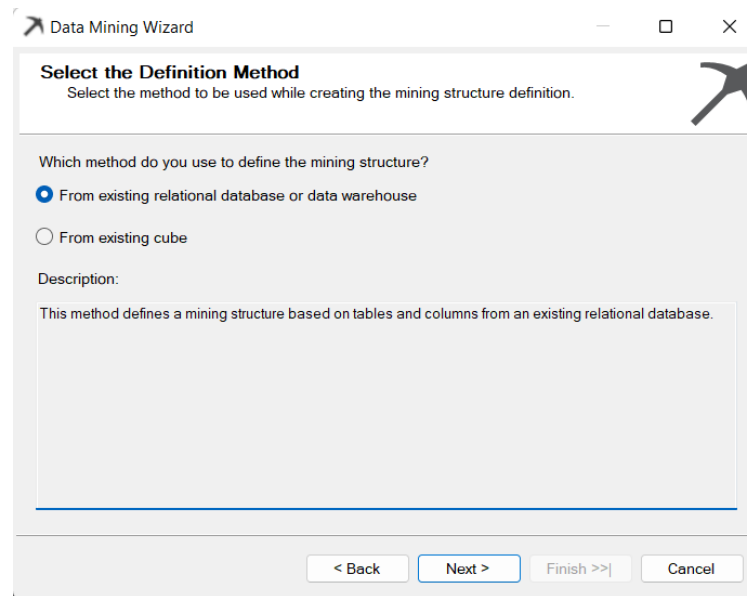 Data Mining Wizard
Select the Definition Method
Select the method to be used while creating the mining structure definition.
Which method do you use to define the mining structure?
From existing relational database or data warehouse
From existing cube
Description:
This method defines a mining structure based on tables and columns from an existing relational database.
< Back
Next >
Finish >>|
Cancel